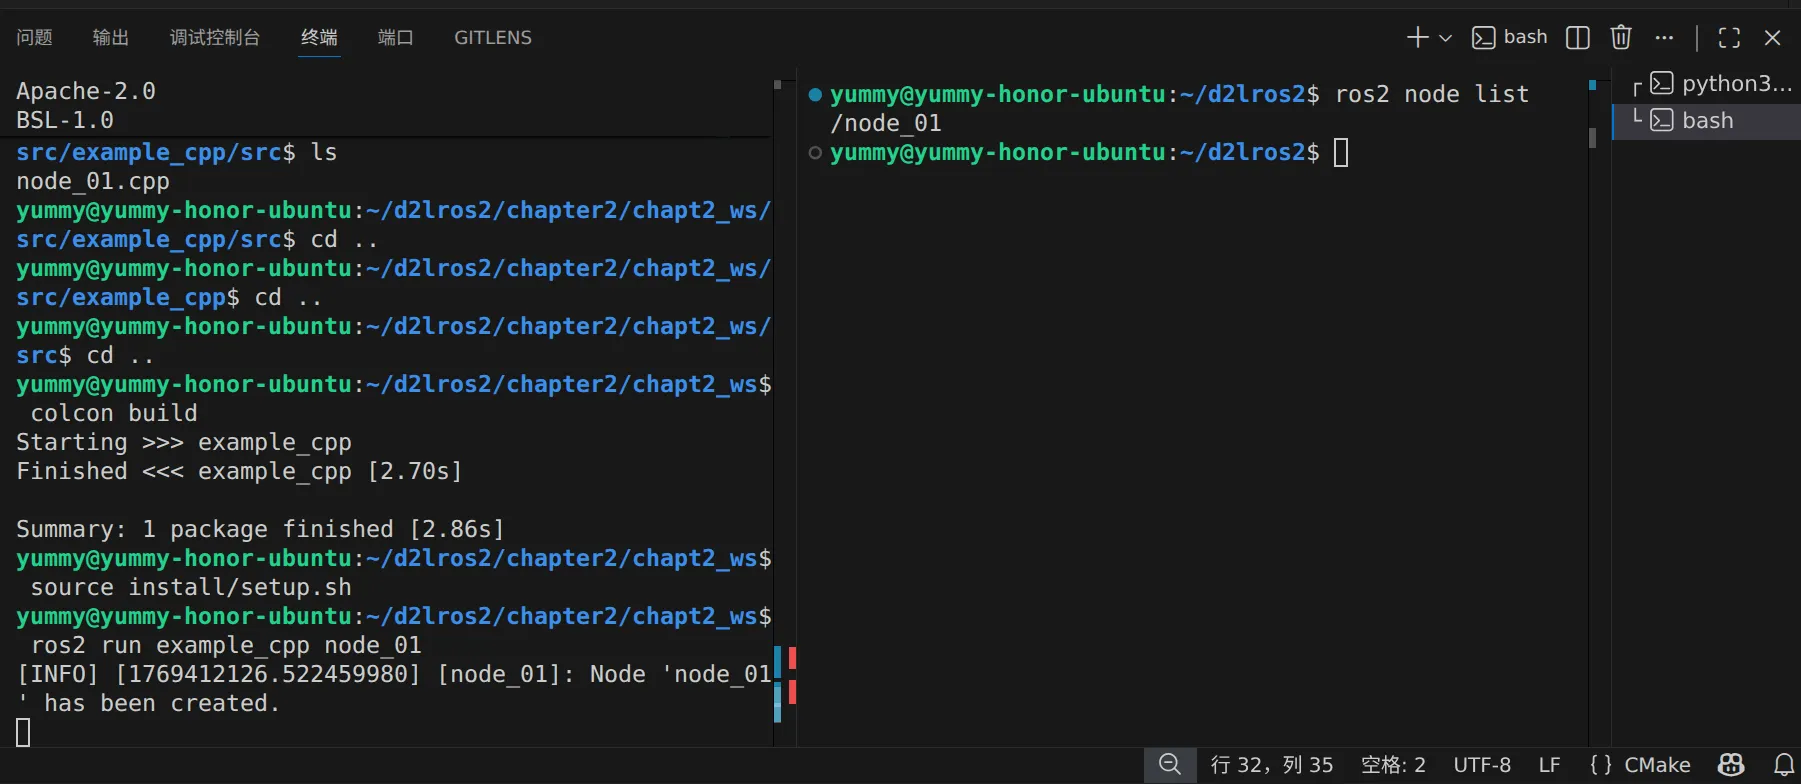 问题 输出 调试控制台 终端 端口 GITLENS
bash
Apache-2.0
BSL-1.0
src/example_cpp/src$ ls
node_01.cpp
yummy@yummy-honor-ubuntu:~/d2lros2/chapter2/chapt2_ws/
src/example_cpp/src$ cd ..
yummy@yummy-honor-ubuntu:~/d2lros2/chapter2/chapt2_ws/
src/example_cpp$ cd ..
yummy@yummy-honor-ubuntu:~/d2lros2/chapter2/chapt2_ws/
src$ cd ..
yummy@yummy-honor-ubuntu:~/d2lros2/chapter2/chapt2_ws$
colcon build
Starting >>> example_cpp
Finished <<< example_cpp [2.70s]
Summary: 1 package finished [2.86s]
yummy@yummy-honor-ubuntu:~/d2lros2/chapter2/chapt2_ws$
source install/setup.sh
yummy@yummy-honor-ubuntu:~/d2lros2/chapter2/chapt2_ws$
ros2 run example_cpp node_01
[INFO] [1769412126.522459980] [node_01]: Node 'node_01
' has been created.
yummy@yummy-honor-ubuntu:~/d2lros2$ ros2 node list
/node_01
yummy@yummy-honor-ubuntu:~/d2lros2$
python3...
bash
行 32，列 35 空格: 2 UTF-8 LF { } CMake